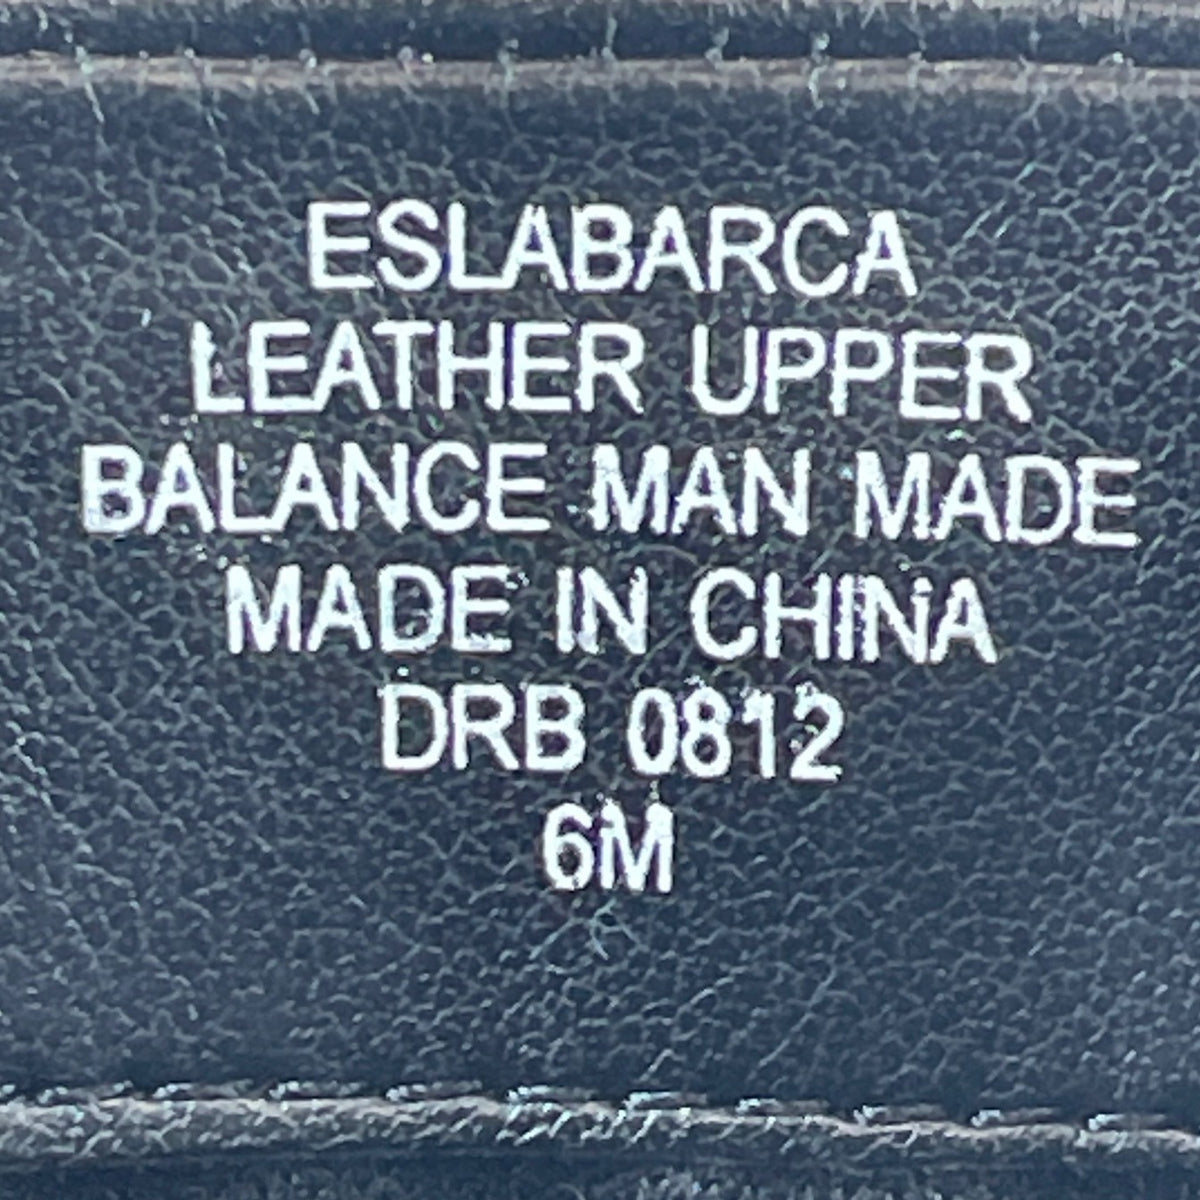 ESLABARCA
LEATHER UPPER
BALANCE MAN MADE
MADE IN CHINA
DRB 0812
6M